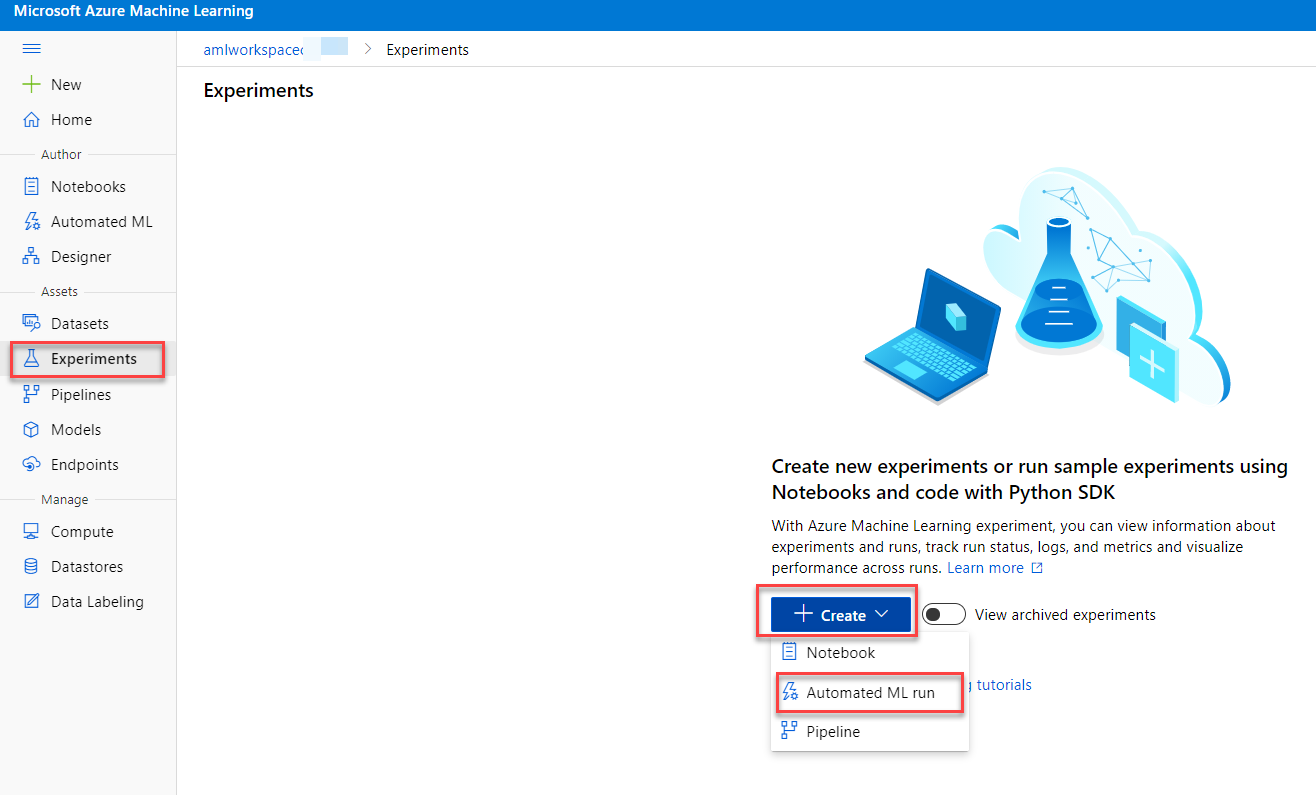 Microsoft Azure Machine Learning
amlworkspace
Experiments
New
Home
Author
Notebooks
Automated ML
Designer
Assets
Datasets
Experiments
Pipelines
Models
Endpoints
Manage
Compute
Datastores
Data Labeling
Experiments
Create new experiments or run sample experiments using
Notebooks and code with Python SDK
With Azure Machine Learning experiment, you can view information about
experiments and runs, track run status, logs, and metrics and visualize
performance across runs. Learn more
Create
View archived experiments
Notebook
Automated ML run
tutorials
Pipeline